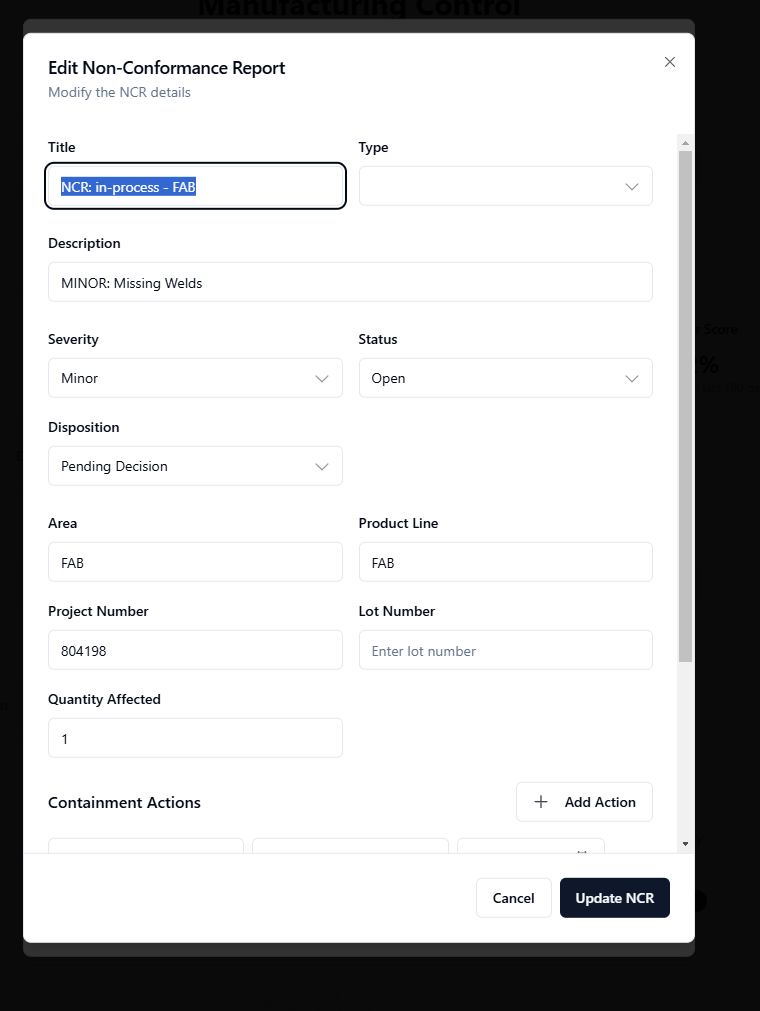 Manufacturing Control
Edit Non-Conformance Report
Modify the NCR details
Title
Type
NCR: in-process - FAB
Description
MINOR: Missing Welds
Severity
Status
Minor
Open
Score
%
Disposition
Pending Decision
Area
Product Line
FAB
FAB
Project Number
Lot Number
804198
Enter lot number
Quantity Affected
1
Containment Actions
Add Action
Cancel
Update NCR